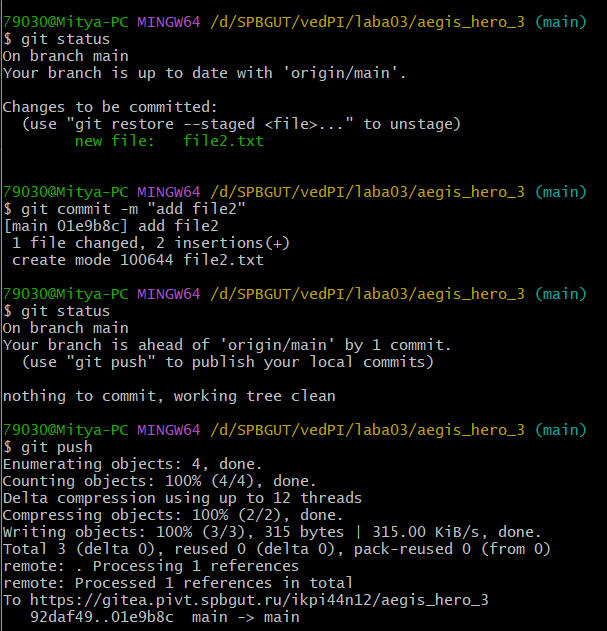 79030@Mitya-PC MINGW64 /d/SPBGUT/vedPI/laba03/aegis_hero_3 (main)
$ git status
On branch main
Your branch is up to date with 'origin/main'.

Changes to be committed:
  (use "git restore --staged <file>..." to unstage)
        new file:   file2.txt


79030@Mitya-PC MINGW64 /d/SPBGUT/vedPI/laba03/aegis_hero_3 (main)
$ git commit -m "add file2"
[main 01e9b8c] add file2
 1 file changed, 2 insertions(+)
 create mode 100644 file2.txt

79030@Mitya-PC MINGW64 /d/SPBGUT/vedPI/laba03/aegis_hero_3 (main)
$ git status
On branch main
Your branch is ahead of 'origin/main' by 1 commit.
  (use "git push" to publish your local commits)

nothing to commit, working tree clean

79030@Mitya-PC MINGW64 /d/SPBGUT/vedPI/laba03/aegis_hero_3 (main)
$ git push
Enumerating objects: 4, done.
Counting objects: 100% (4/4), done.
Delta compression using up to 12 threads
Compressing objects: 100% (2/2), done.
Writing objects: 100% (3/3), 315 bytes | 315.00 KiB/s, done.
Total 3 (delta 0), reused 0 (delta 0), pack-reused 0 (from 0)
remote: . Processing 1 references
remote: Processed 1 references in total
To https://gitea.pivt.spbgut.ru/ikpi44n12/aegis_hero_3
   92daf49..01e9b8c  main -> main